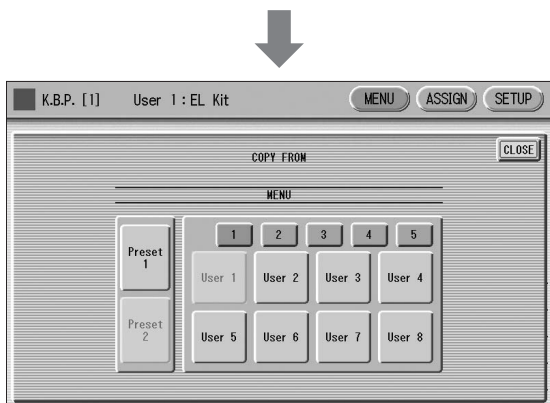 K.B.P. [1] User 1 : EL Kit MENU ASSIGN SETUP
CLOSE
COPY FROM
MENU
1 2 3 4 5
Preset 1
User 1 User 2 User 3 User 4
Preset 2
User 5 User 6 User 7 User 8